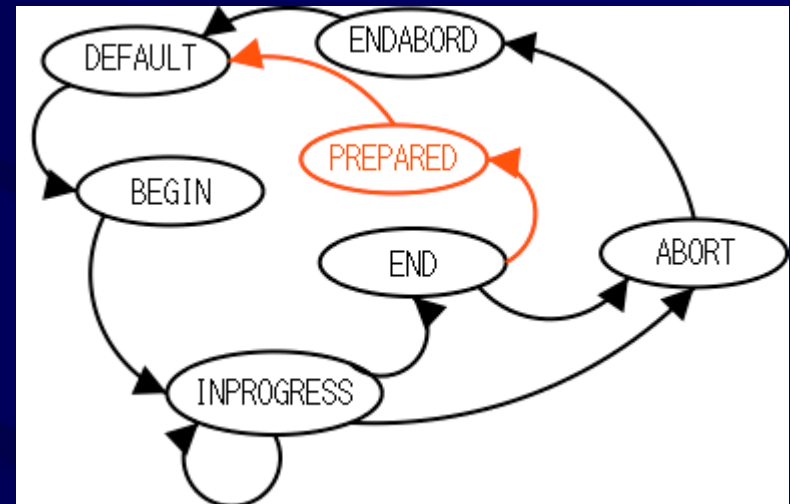 ENDABORD
DEFAULT
PREPARED
BEGIN
END
ABORT
INPROGRESS